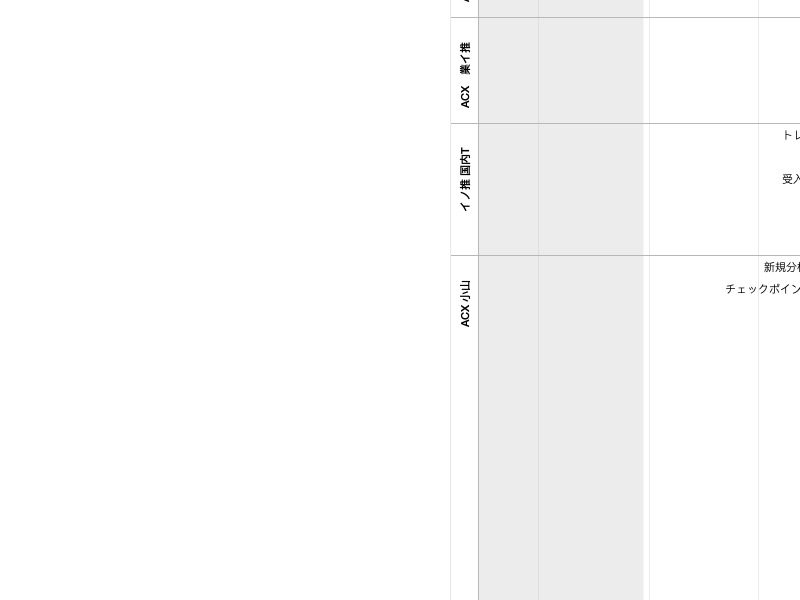 ACX 業イ推
イノ推 国内T
トレ
受入
ACX 小山
新規分
チェックポイン